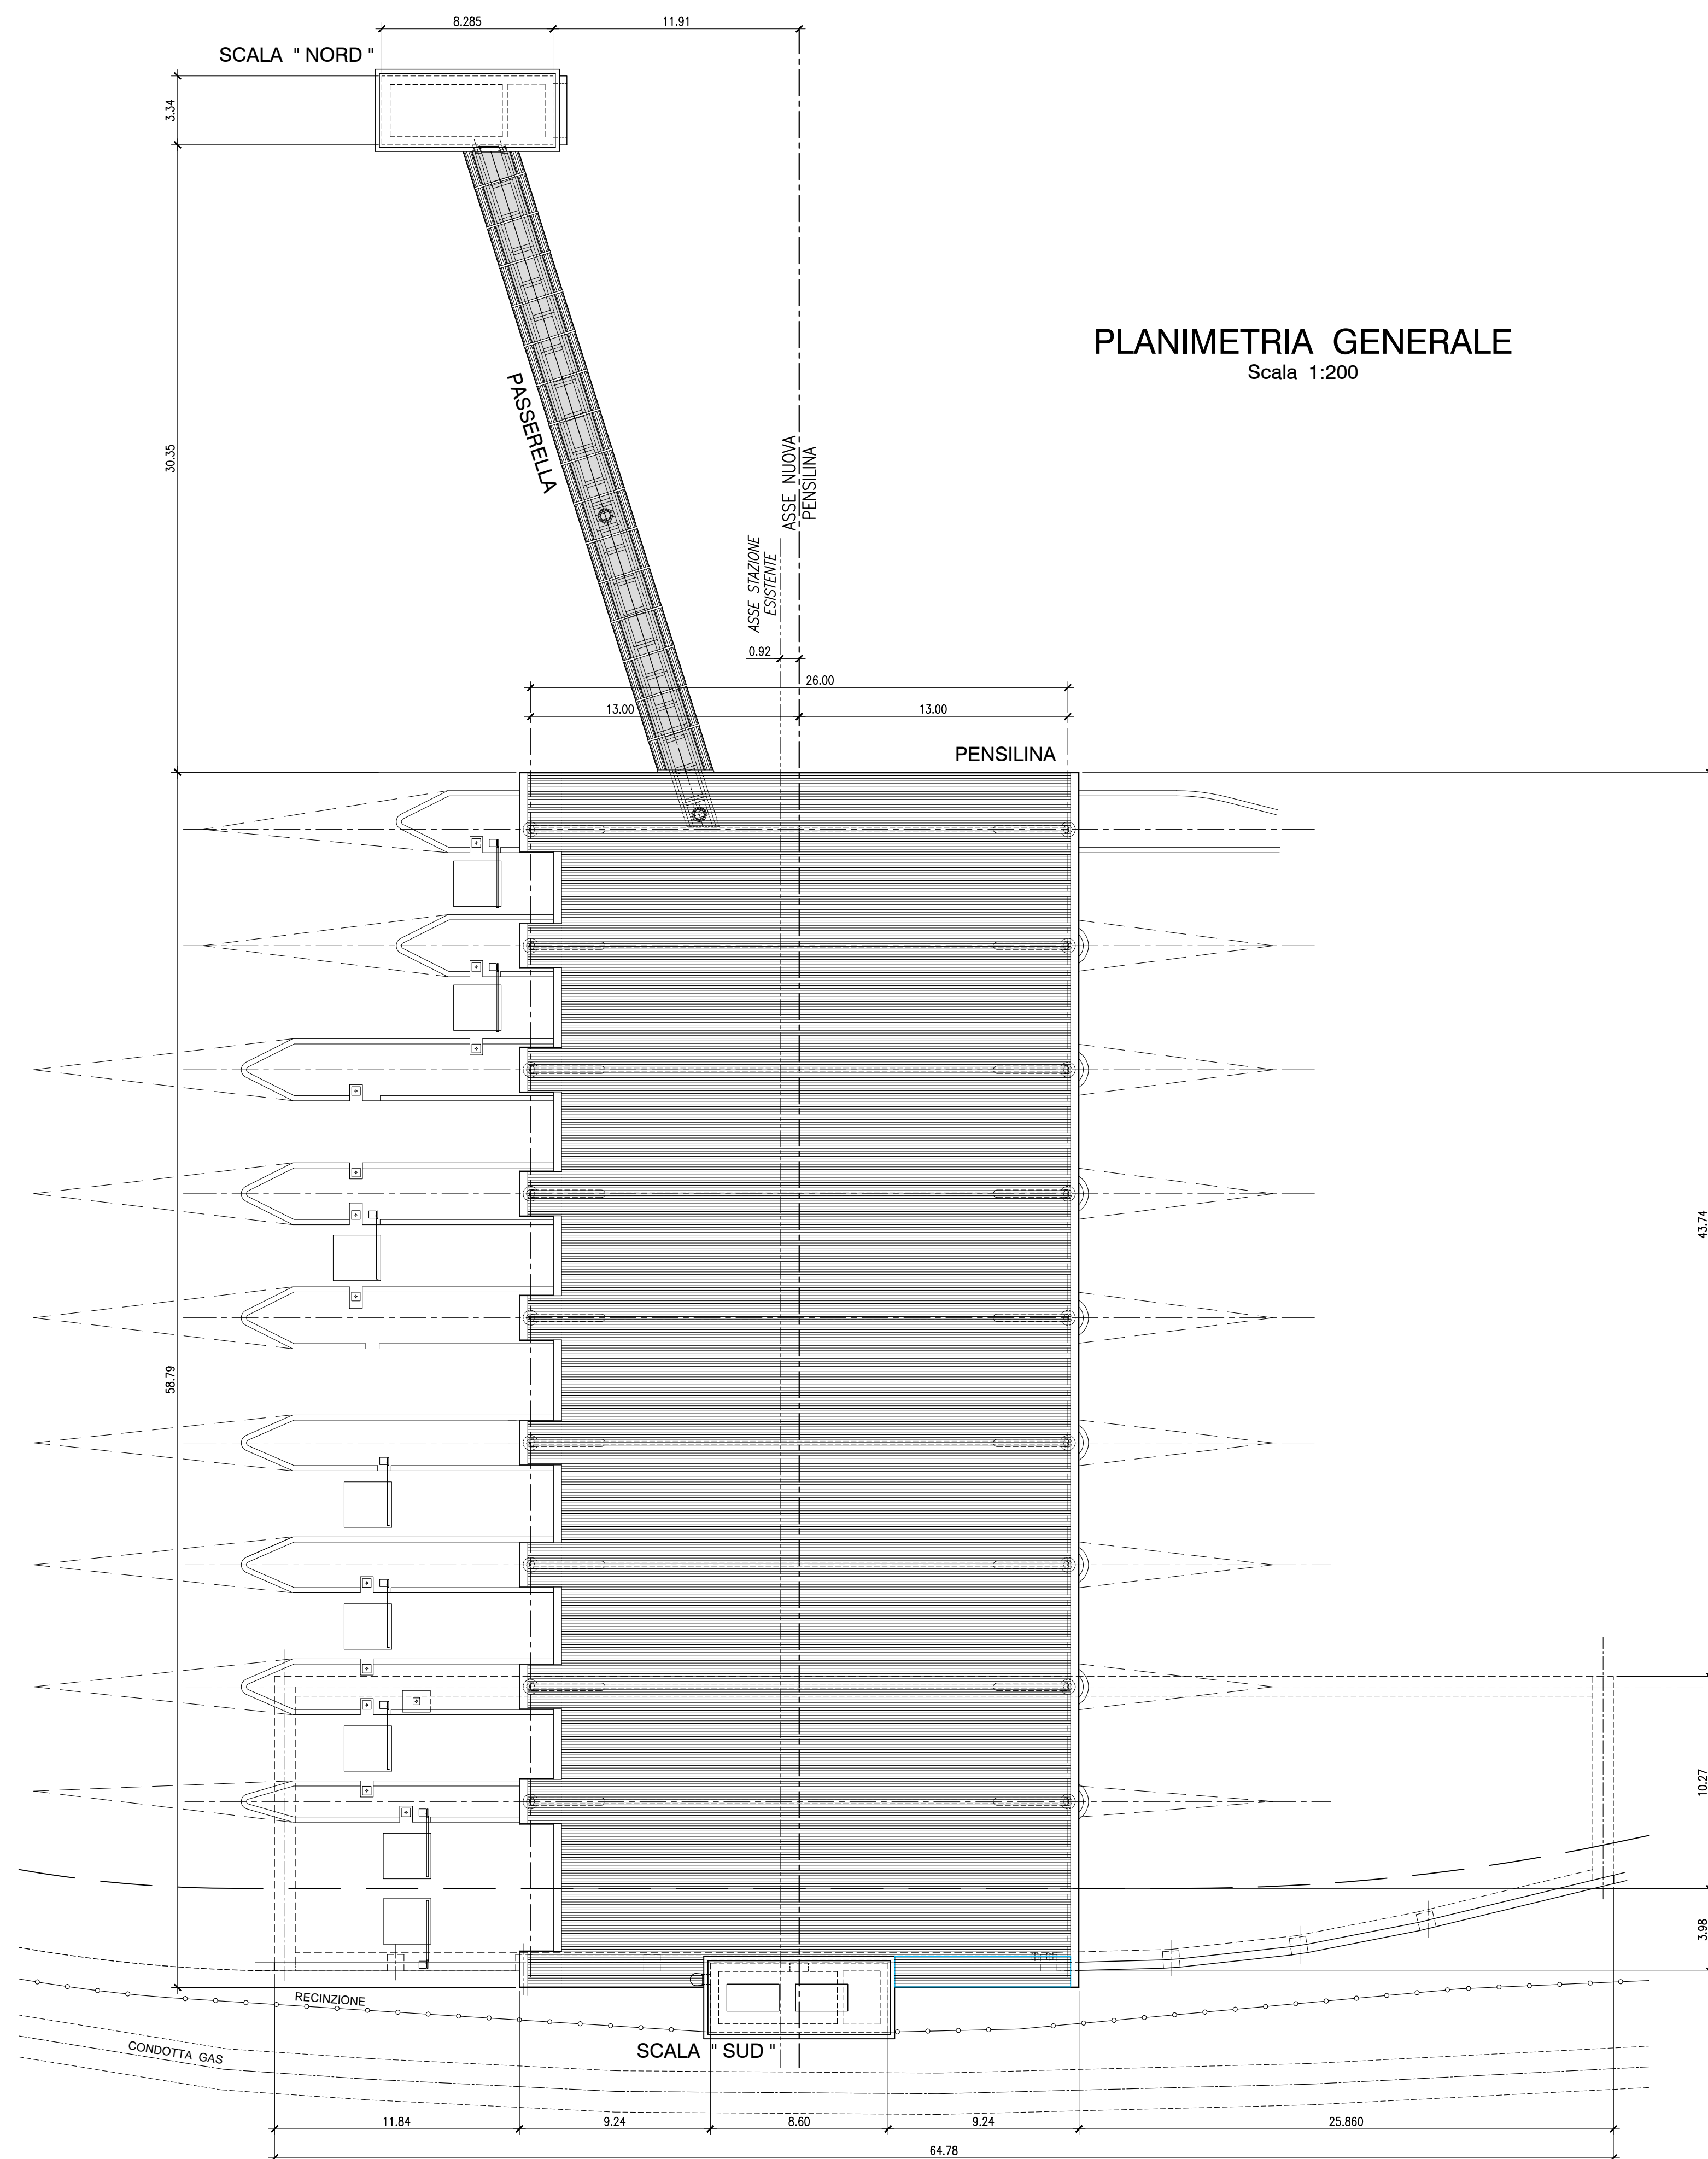 8.285
11.91
SCALA " NORD "
3.34
PLANIMETRIA GENERALE
Scala 1:200
PASSERELLA
30.35
ASSE NUOVA
PENSILINA
ASSE STAZIONE
ESISTENTE
0.92
26.00
13.00
13.00
PENSILINA
43.74
58.79
10.27
3.98
RECINZIONE
CONDOTTA GAS
SCALA " SUD "
11.84
9.24
8.60
9.24
25.860
64.78